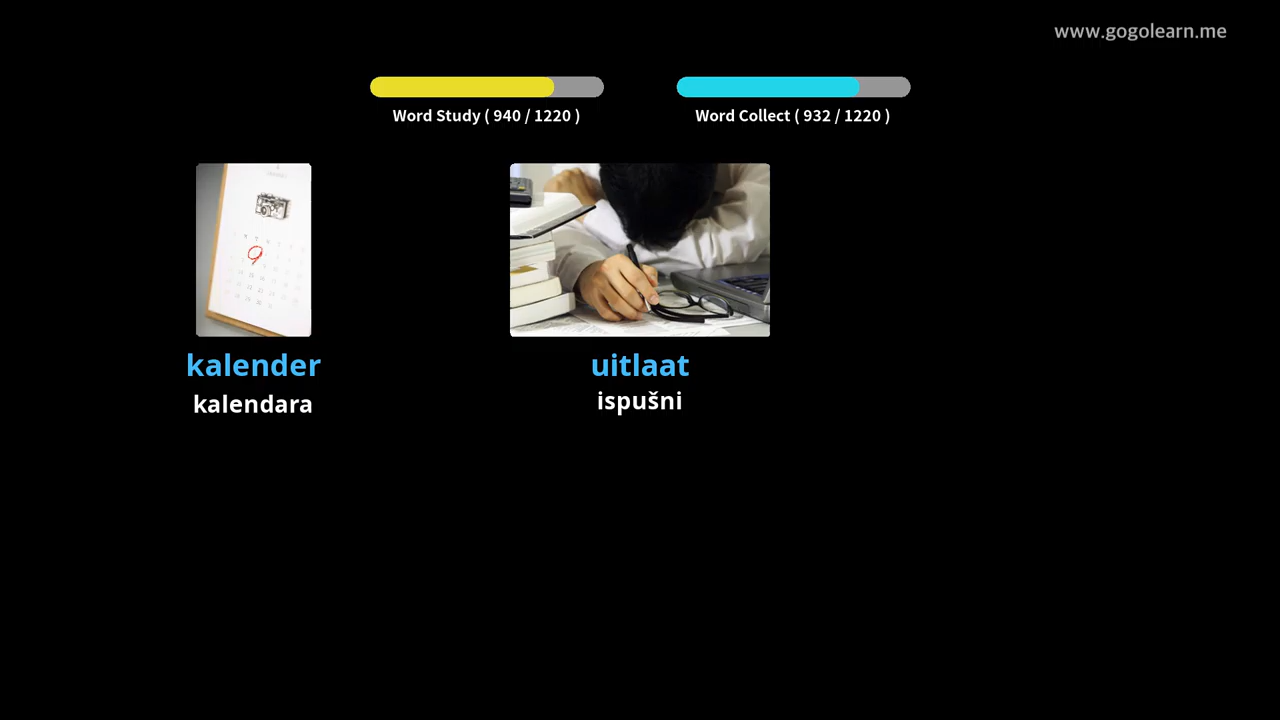 www.gogolearn.me
Word Study ( 940 / 1220 )
Word Collect ( 932 / 1220 )
kalender
kalendara
uitlaat
ispušni